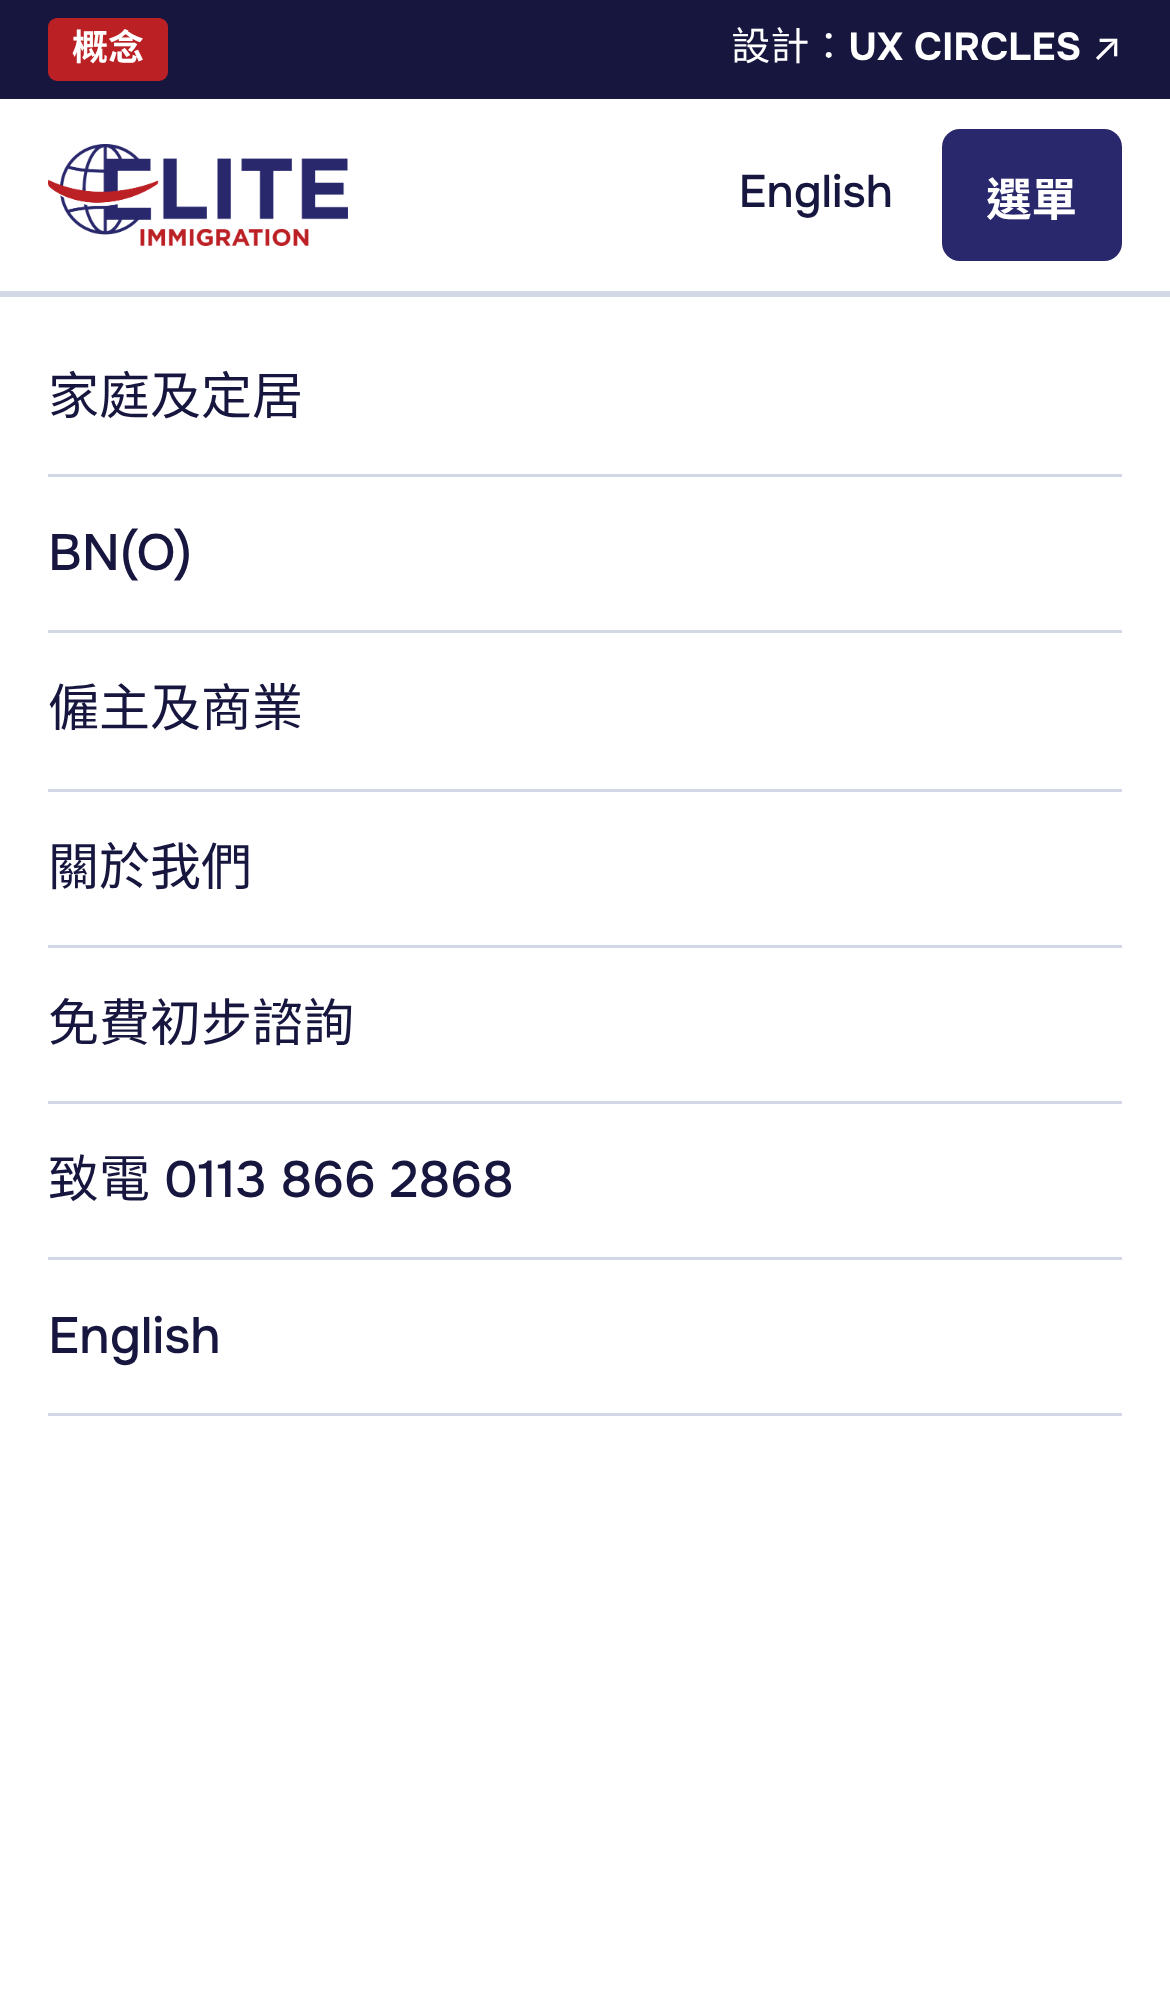 概念
設計：UX CIRCLES ↗
ELITE
IMMIGRATION
English
選單
家庭及定居
BN(O)
僱主及商業
關於我們
免費初步諮詢
致電 0113 866 2868
English